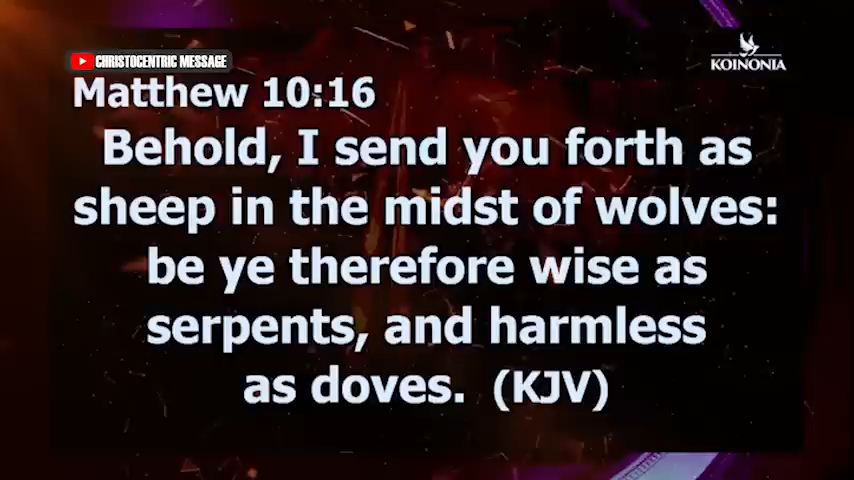 CHRISTOCENTRIC MESSAGE
KOINONIA
Matthew 10:16
Behold, I send you forth as
sheep in the midst of wolves:
be ye therefore wise as
serpents, and harmless
as doves. (KJV)